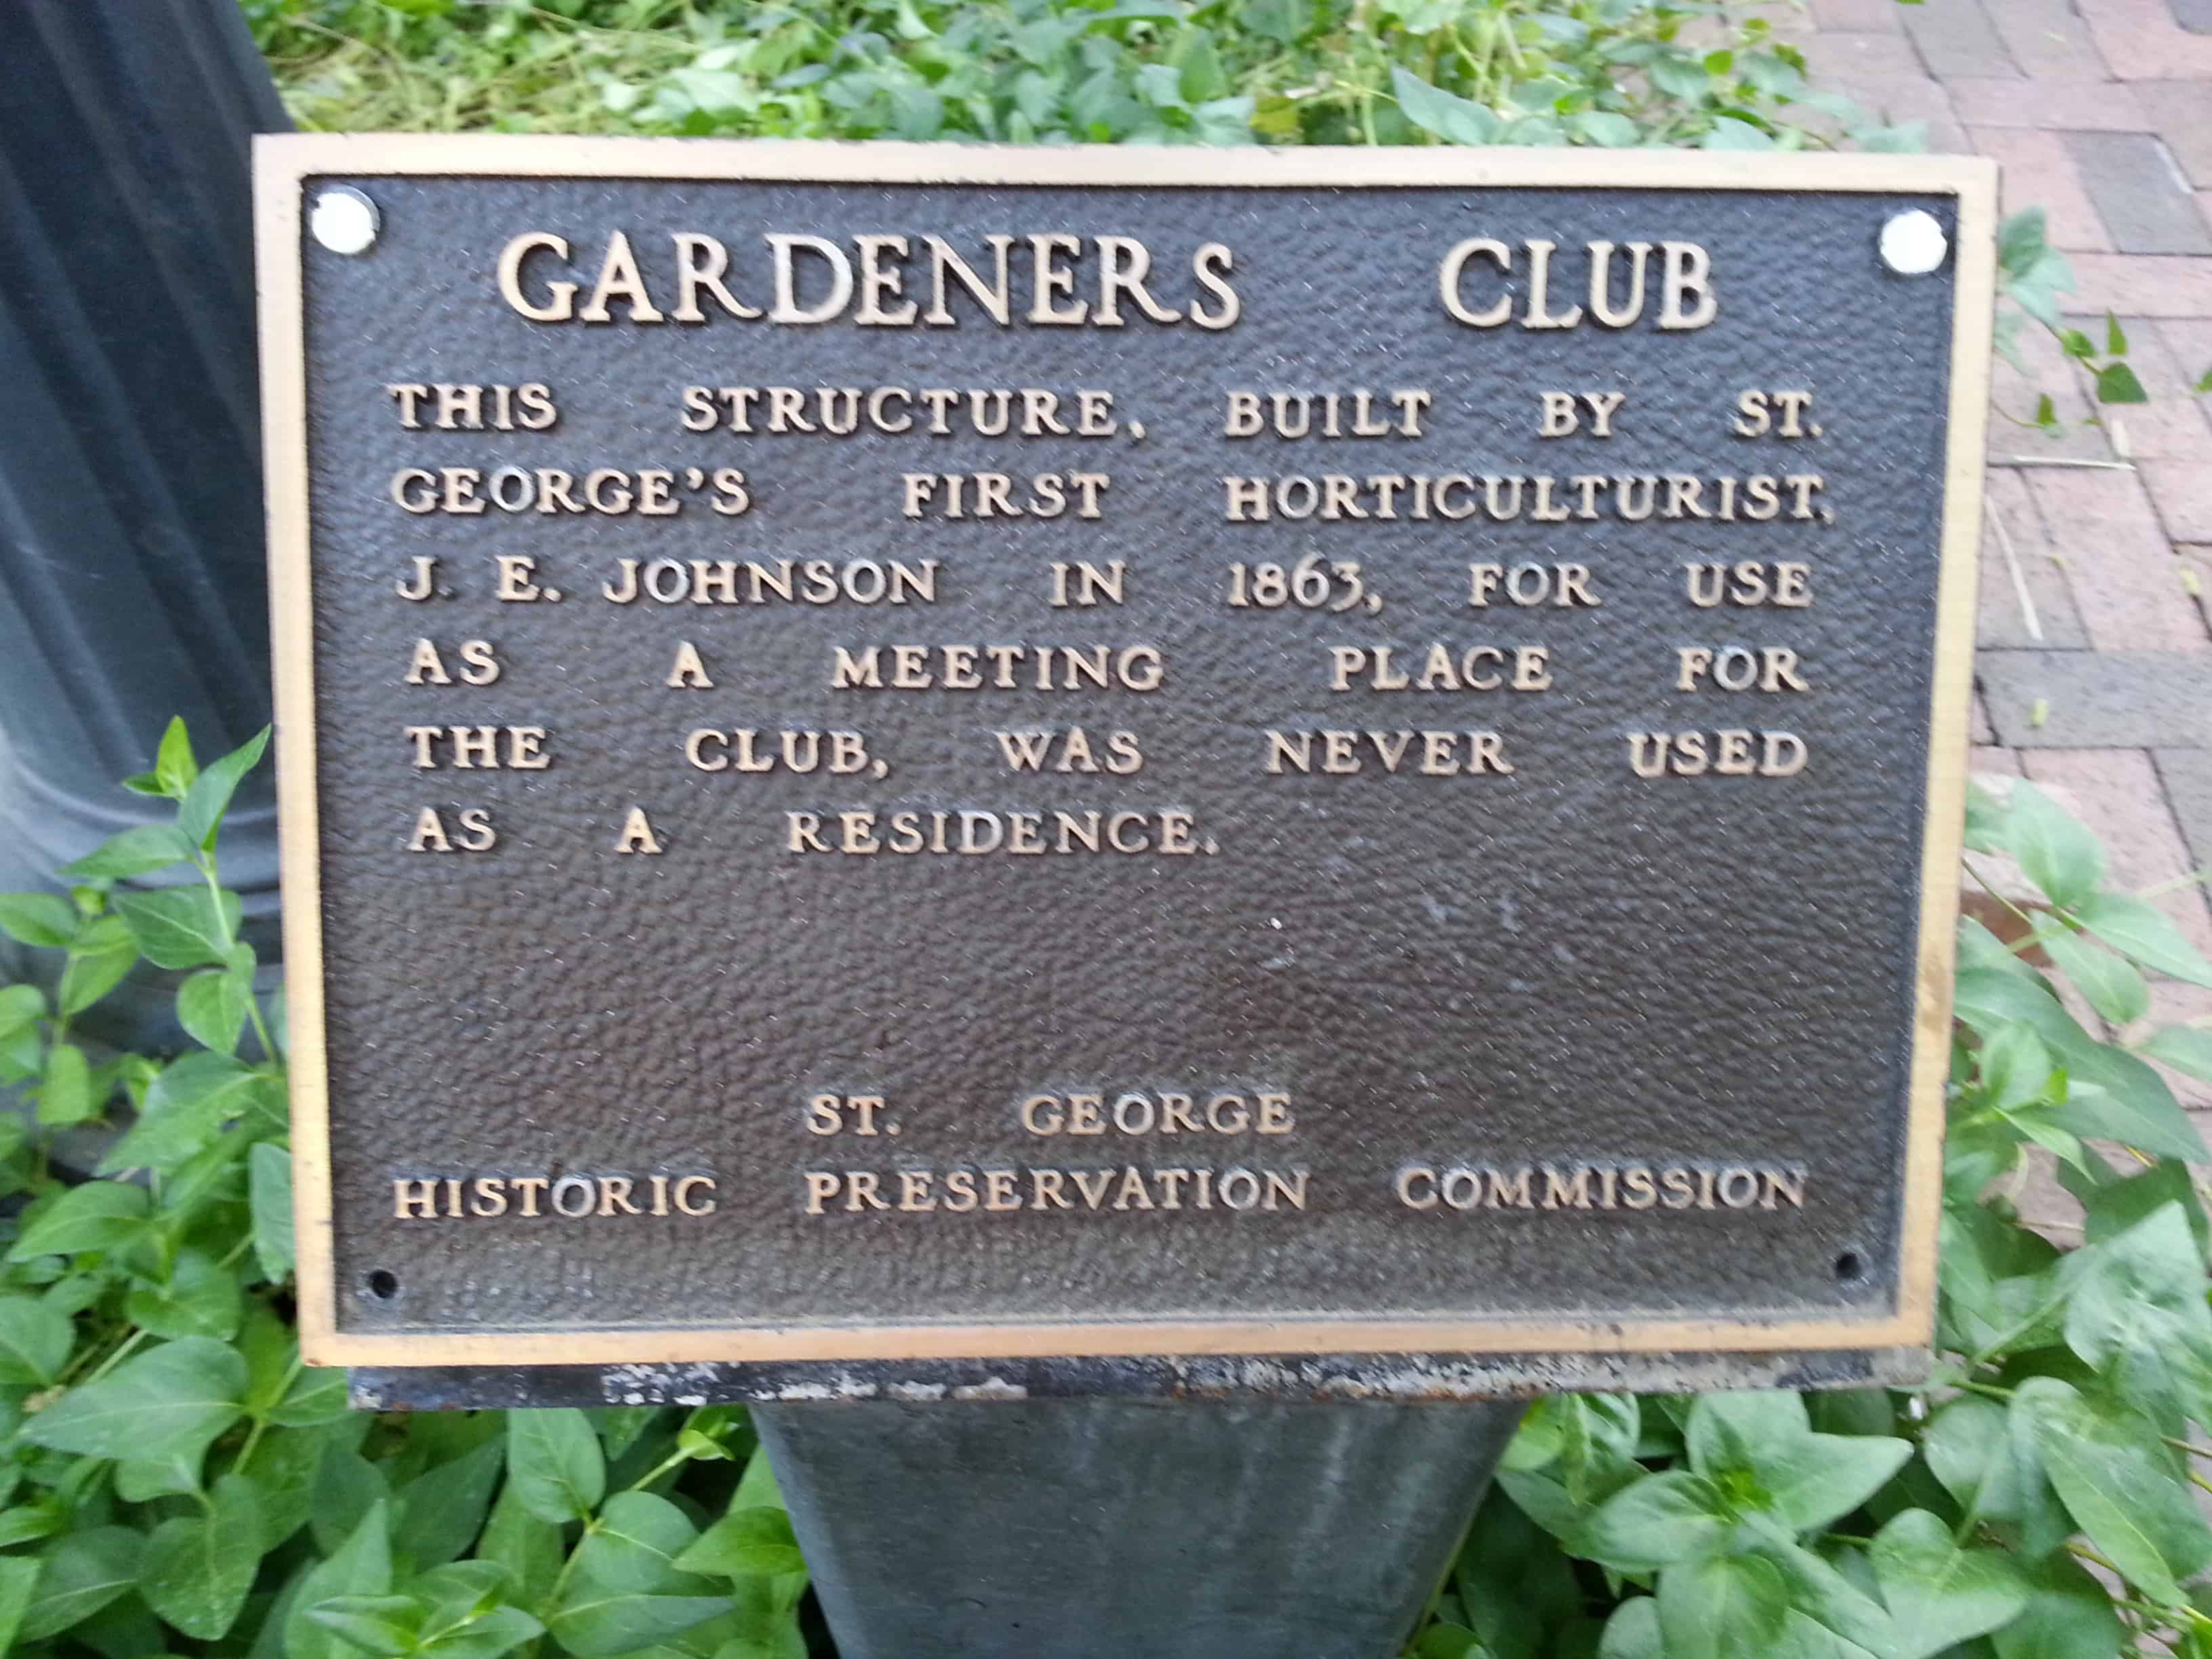 GARDENERS CLUB
THIS STRUCTURE, BUILT BY ST.
GEORGE'S FIRST HORTICULTURIST,
J. E. JOHNSON IN 1863, FOR USE
AS A MEETING PLACE FOR
THE CLUB, WAS NEVER USED
AS A RESIDENCE.
ST. GEORGE
HISTORIC PRESERVATION COMMISSION